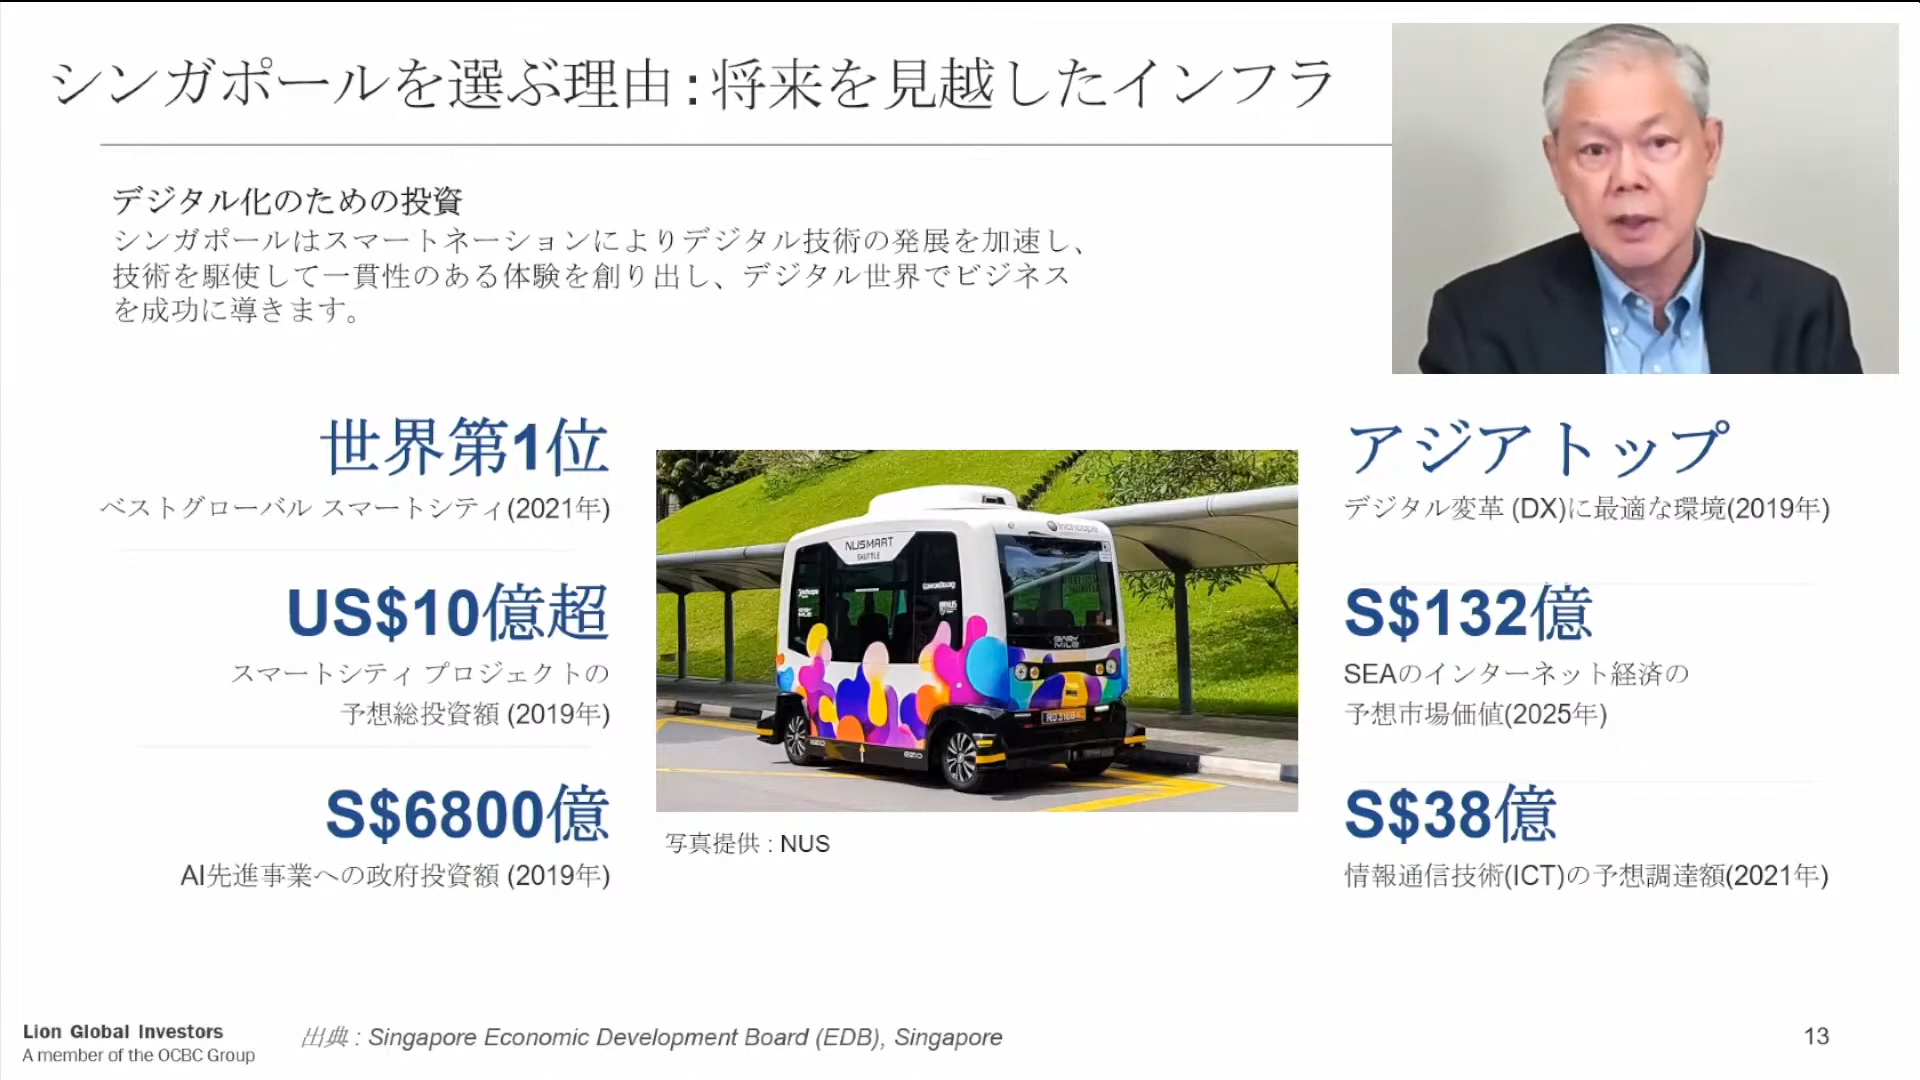 シンガポールを選ぶ理由：将来を見越したインフラ
デジタル化のための投資
シンガポールはスマートネーションによりデジタル技術の発展を加速し、
技術を駆使して一貫性のある体験を創り出し、デジタル世界でビジネス
を成功に導きます。
世界第1位
ベストグローバル スマートシティ(2021年)
US$10億超
スマートシティ プロジェクトの
予想総投資額 (2019年)
S$6800億
AI先進事業への政府投資額 (2019年)
NUSMART
SHUTTLE
inchcape
NUS
EASY
MILE
EZ10
EZ10
写真提供 : NUS
アジアトップ
デジタル変革 (DX)に最適な環境(2019年)
S$132億
SEAのインターネット経済の
予想市場価値(2025年)
S$38億
情報通信技術(ICT)の予想調達額(2021年)
Lion Global Investors
A member of the OCBC Group
出典 : Singapore Economic Development Board (EDB), Singapore
13